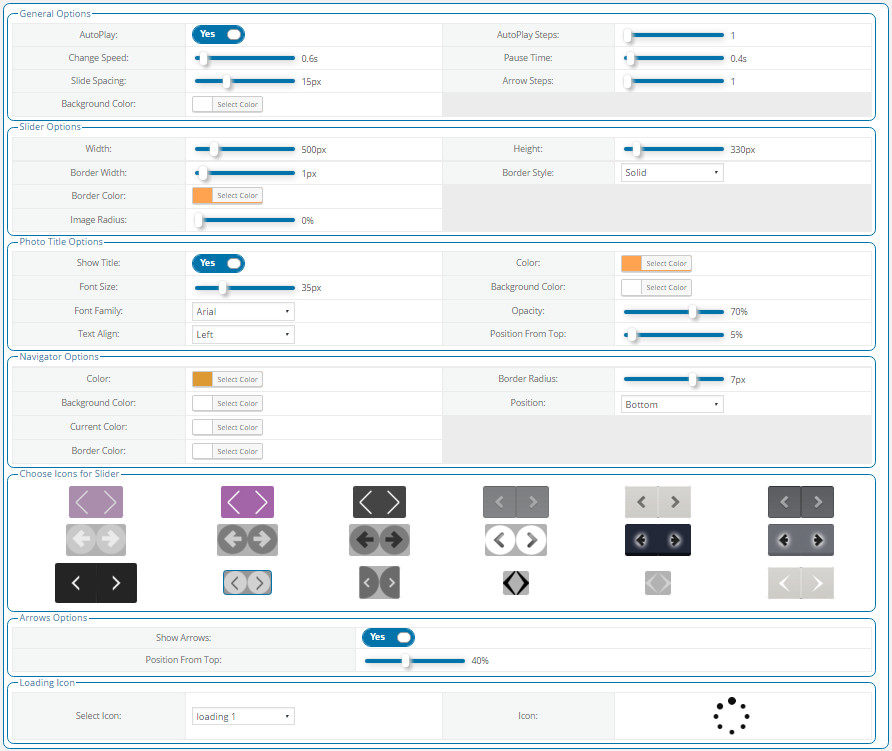 General Options
AutoPlay: Yes AutoPlay Steps: 1
Change Speed: 0.6s Pause Time: 0.4s
Slide Spacing: 15px Arrow Steps: 1
Background Color: Select Color
Slider Options
Width: 500px Height: 330px
Border Width: 1px Border Style: Solid
Border Color: Select Color
Image Radius: 0%
Photo Title Options
Show Title: Yes Color: Select Color
Font Size: 35px Background Color: Select Color
Font Family: Arial Opacity: 70%
Text Align: Left Position From Top: 5%
Navigator Options
Color: Select Color Border Radius: 7px
Background Color: Select Color Position: Bottom
Current Color: Select Color
Border Color: Select Color
Choose Icons for Slider
Arrows Options
Show Arrows: Yes
Position From Top: 40%
Loading Icon
Select Icon: loading 1 Icon: